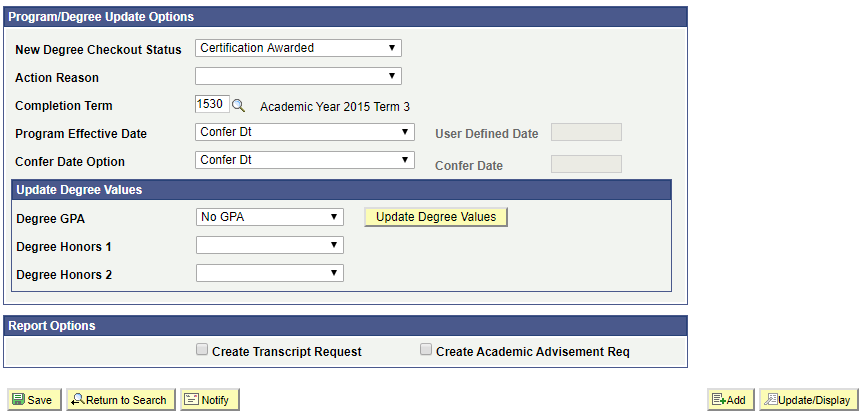 Program/Degree Update Options
New Degree Checkout Status Certification Awarded
Action Reason
Completion Term 1530 Academic Year 2015 Term 3
Program Effective Date Confer Dt User Defined Date
Confer Date Option Confer Dt Confer Date
Update Degree Values
Degree GPA No GPA Update Degree Values
Degree Honors 1
Degree Honors 2
Report Options
Create Transcript Request Create Academic Advisement Req
Save Return to Search Notify Add Update/Display